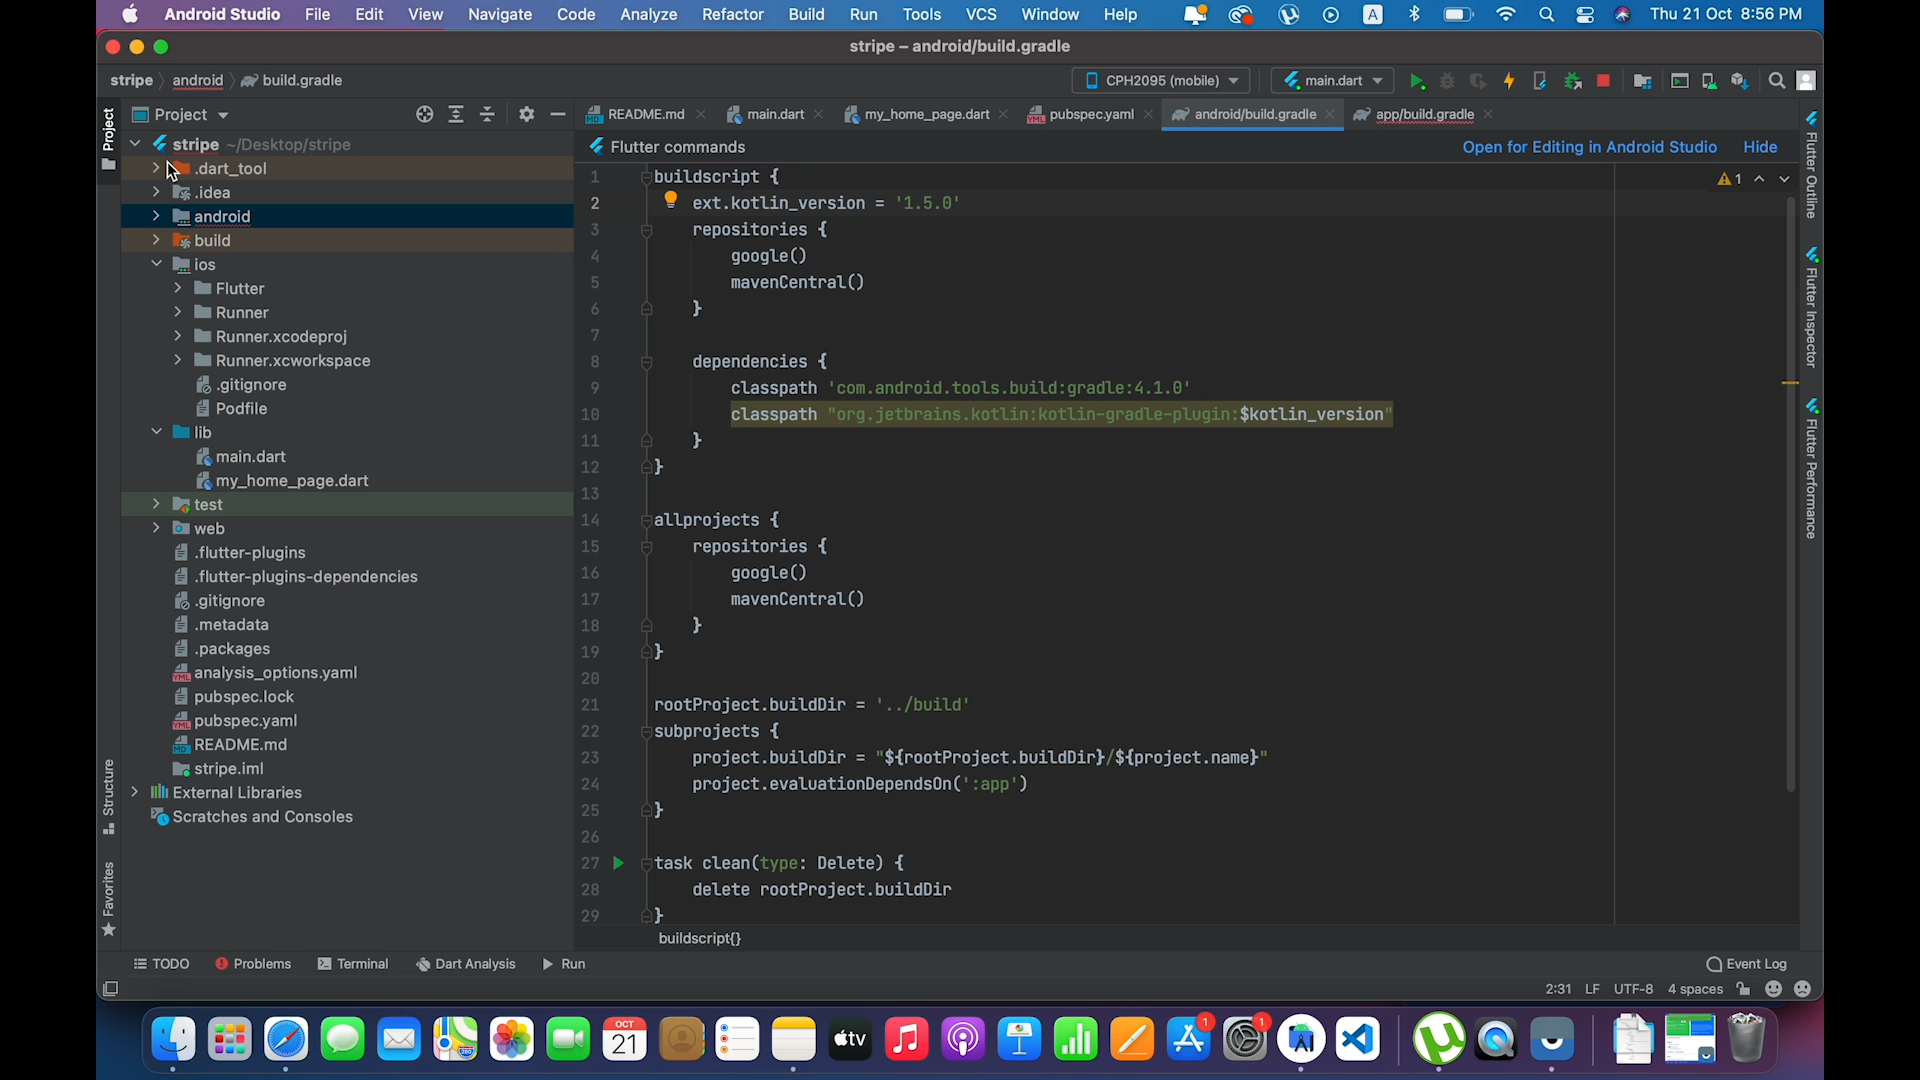 Android Studio File Edit View Navigate Code Analyze Refactor Build Run Tools VCS Window Help A Thu 21 Oct 8:56 PM
stripe – android/build.gradle
stripe android build.gradle CPH2095 (mobile) main.dart
Project README.md main.dart my_home_page.dart pubspec.yaml android/build.gradle app/build.gradle
Project
Flutter commands Open for Editing in Android Studio Hide
stripe ~/Desktop/stripe
.dart_tool
.idea
android
build
ios
Flutter
Runner
Runner.xcodeproj
Runner.xcworkspace
.gitignore
Podfile
lib
main.dart
my_home_page.dart
test
web
.flutter-plugins
.flutter-plugins-dependencies
.gitignore
.metadata
.packages
analysis_options.yaml
pubspec.lock
pubspec.yaml
README.md
stripe.iml
External Libraries
Scratches and Consoles
Structure
Favorites
1 buildscript {
2 ext.kotlin_version = '1.5.0'
3 repositories {
4 google()
5 mavenCentral()
6 }
7
8 dependencies {
9 classpath 'com.android.tools.build:gradle:4.1.0'
10 classpath "org.jetbrains.kotlin:kotlin-gradle-plugin:$kotlin_version"
11 }
12 }
13
14 allprojects {
15 repositories {
16 google()
17 mavenCentral()
18 }
19 }
20
21 rootProject.buildDir = '../build'
22 subprojects {
23 project.buildDir = "${rootProject.buildDir}/${project.name}"
24 project.evaluationDependsOn(':app')
25 }
26
27 task clean(type: Delete) {
28 delete rootProject.buildDir
29 }
1
Flutter Outline
Flutter Inspector
Flutter Performance
buildscript{}
TODO Problems Terminal Dart Analysis Run Event Log
2:31 LF UTF-8 4 spaces
OCT
21
tv
1
1